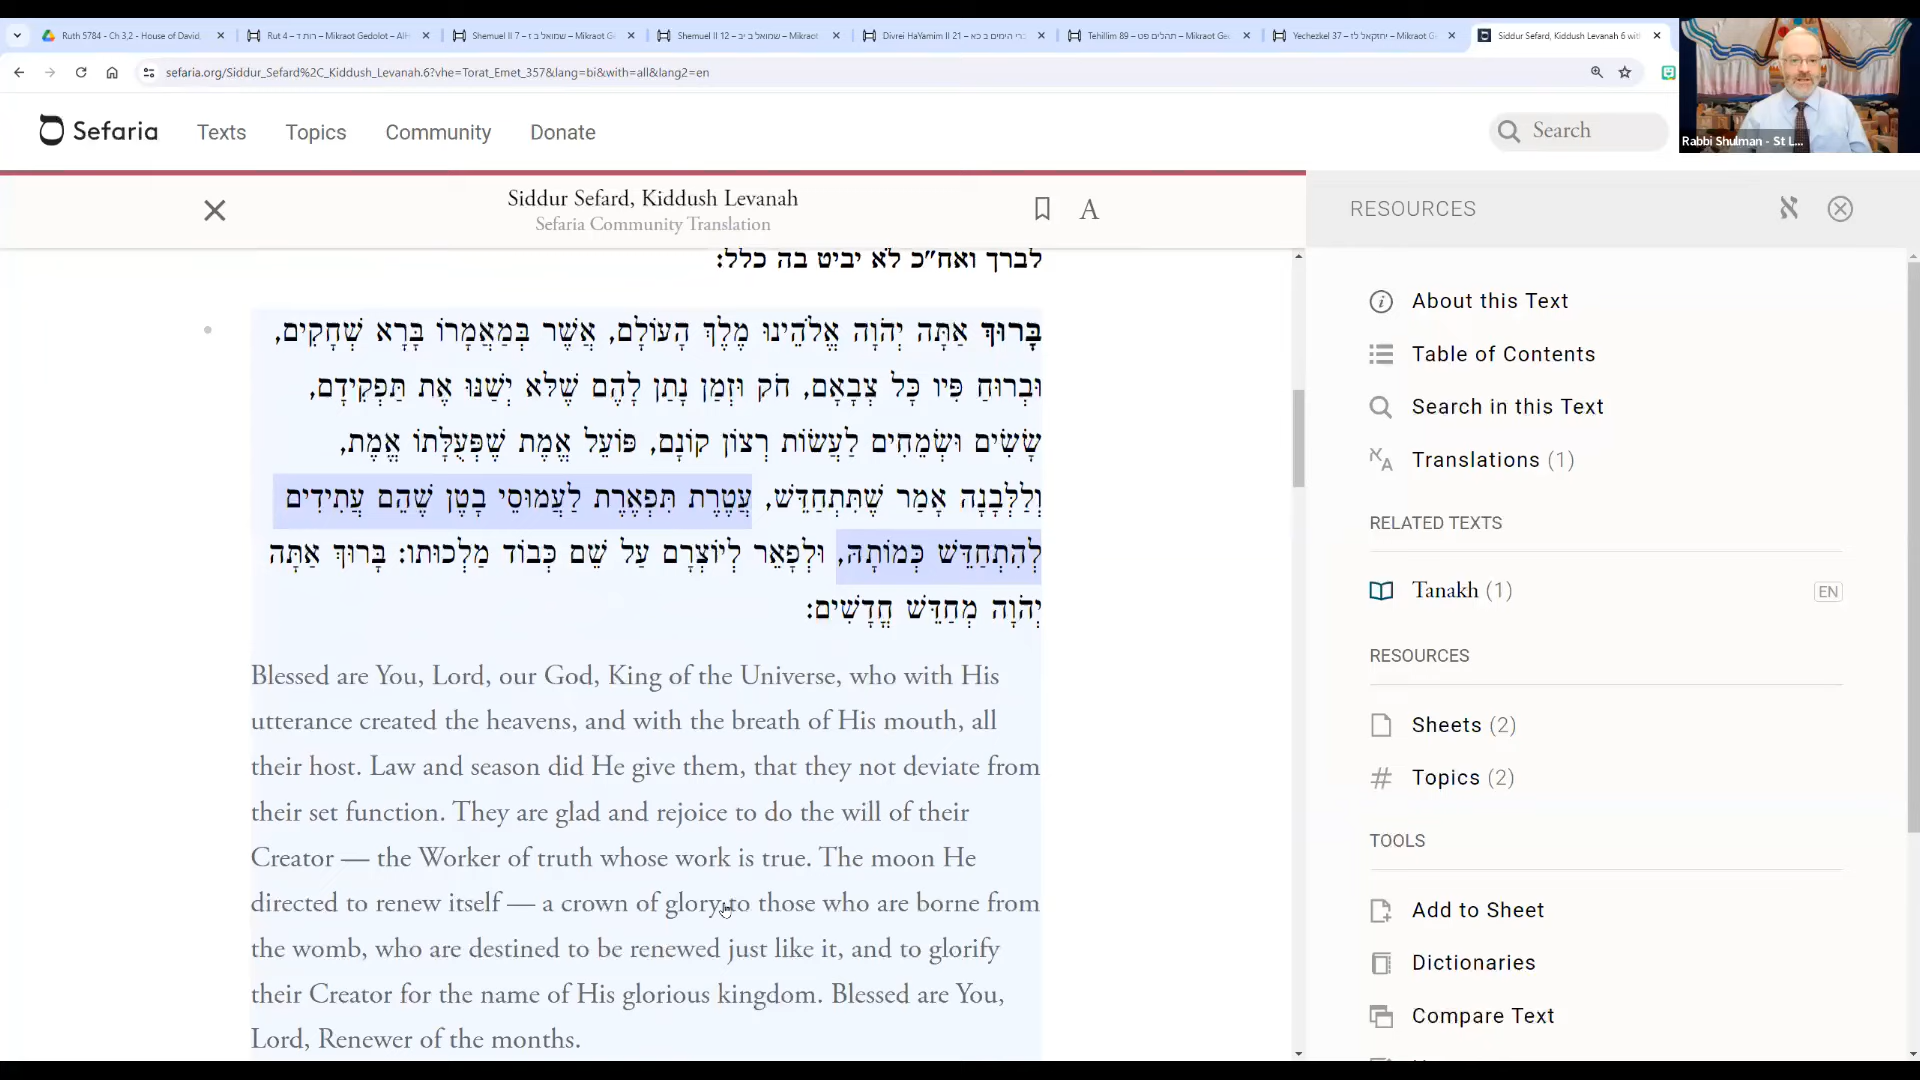 Ruth 5784 - Ch 3,2 - House of David,
Rut 4 – רות ד – Mikraot Gedolot – AlH
Shemuel II 7 – שמואל ב ז – Mikraot G
Shemuel II 12 – שמואל ב יב – Mikraot
Divrei HaYamim II 21 – דברי הימים ב כא
Tehillim 89 – תהלים פט – Mikraot Ge
Yechezkel 37 – יחזקאל לז – Mikraot G
Siddur Sefard, Kiddush Levanah 6 wit
sefaria.org/Siddur_Sefard%2C_Kiddush_Levanah.6?vhe=Torat_Emet_357&lang=bi&with=all&lang2=en
Rabbi Shulman - St L...
Sefaria
Texts
Topics
Community
Donate
Search
Siddur Sefard, Kiddush Levanah
Sefaria Community Translation
A
לברך ואח"כ לא יביט בה כלל:
בָּרוּךְ אַתָּה יְהֹוָה אֱלֹהֵינוּ מֶלֶךְ הָעוֹלָם, אֲשֶׁר בְּמַאֲמָרוֹ בָּרָא שְׁחָקִים,
וּבְרוּחַ פִּיו כָּל צְבָאָם, חֹק וּזְמַן נָתַן לָהֶם שֶׁלֹּא יְשַׁנּוּ אֶת תַּפְקִידָם,
שָׂשִׂים וּשְׂמֵחִים לַעֲשׂוֹת רְצוֹן קוֹנָם, פּוֹעֵל אֱמֶת שֶׁפְּעֻלָּתוֹ אֱמֶת,
וְלַלְּבָנָה אָמַר שֶׁתִּתְחַדֵּשׁ, עֲטֶרֶת תִּפְאֶרֶת לַעֲמוּסֵי בָטֶן שֶׁהֵם עֲתִידִים
לְהִתְחַדֵּשׁ כְּמוֹתָהּ, וּלְפָאֵר לְיוֹצְרָם עַל שֵׁם כְּבוֹד מַלְכוּתוֹ: בָּרוּךְ אַתָּה
יְהֹוָה מְחַדֵּשׁ חֳדָשִׁים:
Blessed are You, Lord, our God, King of the Universe, who with His
utterance created the heavens, and with the breath of His mouth, all
their host. Law and season did He give them, that they not deviate from
their set function. They are glad and rejoice to do the will of their
Creator — the Worker of truth whose work is true. The moon He
directed to renew itself — a crown of glory to those who are borne from
the womb, who are destined to be renewed just like it, and to glorify
their Creator for the name of His glorious kingdom. Blessed are You,
Lord, Renewer of the months.
RESOURCES
א
About this Text
Table of Contents
Search in this Text
Translations (1)
RELATED TEXTS
Tanakh (1)
EN
RESOURCES
Sheets (2)
Topics (2)
TOOLS
Add to Sheet
Dictionaries
Compare Text